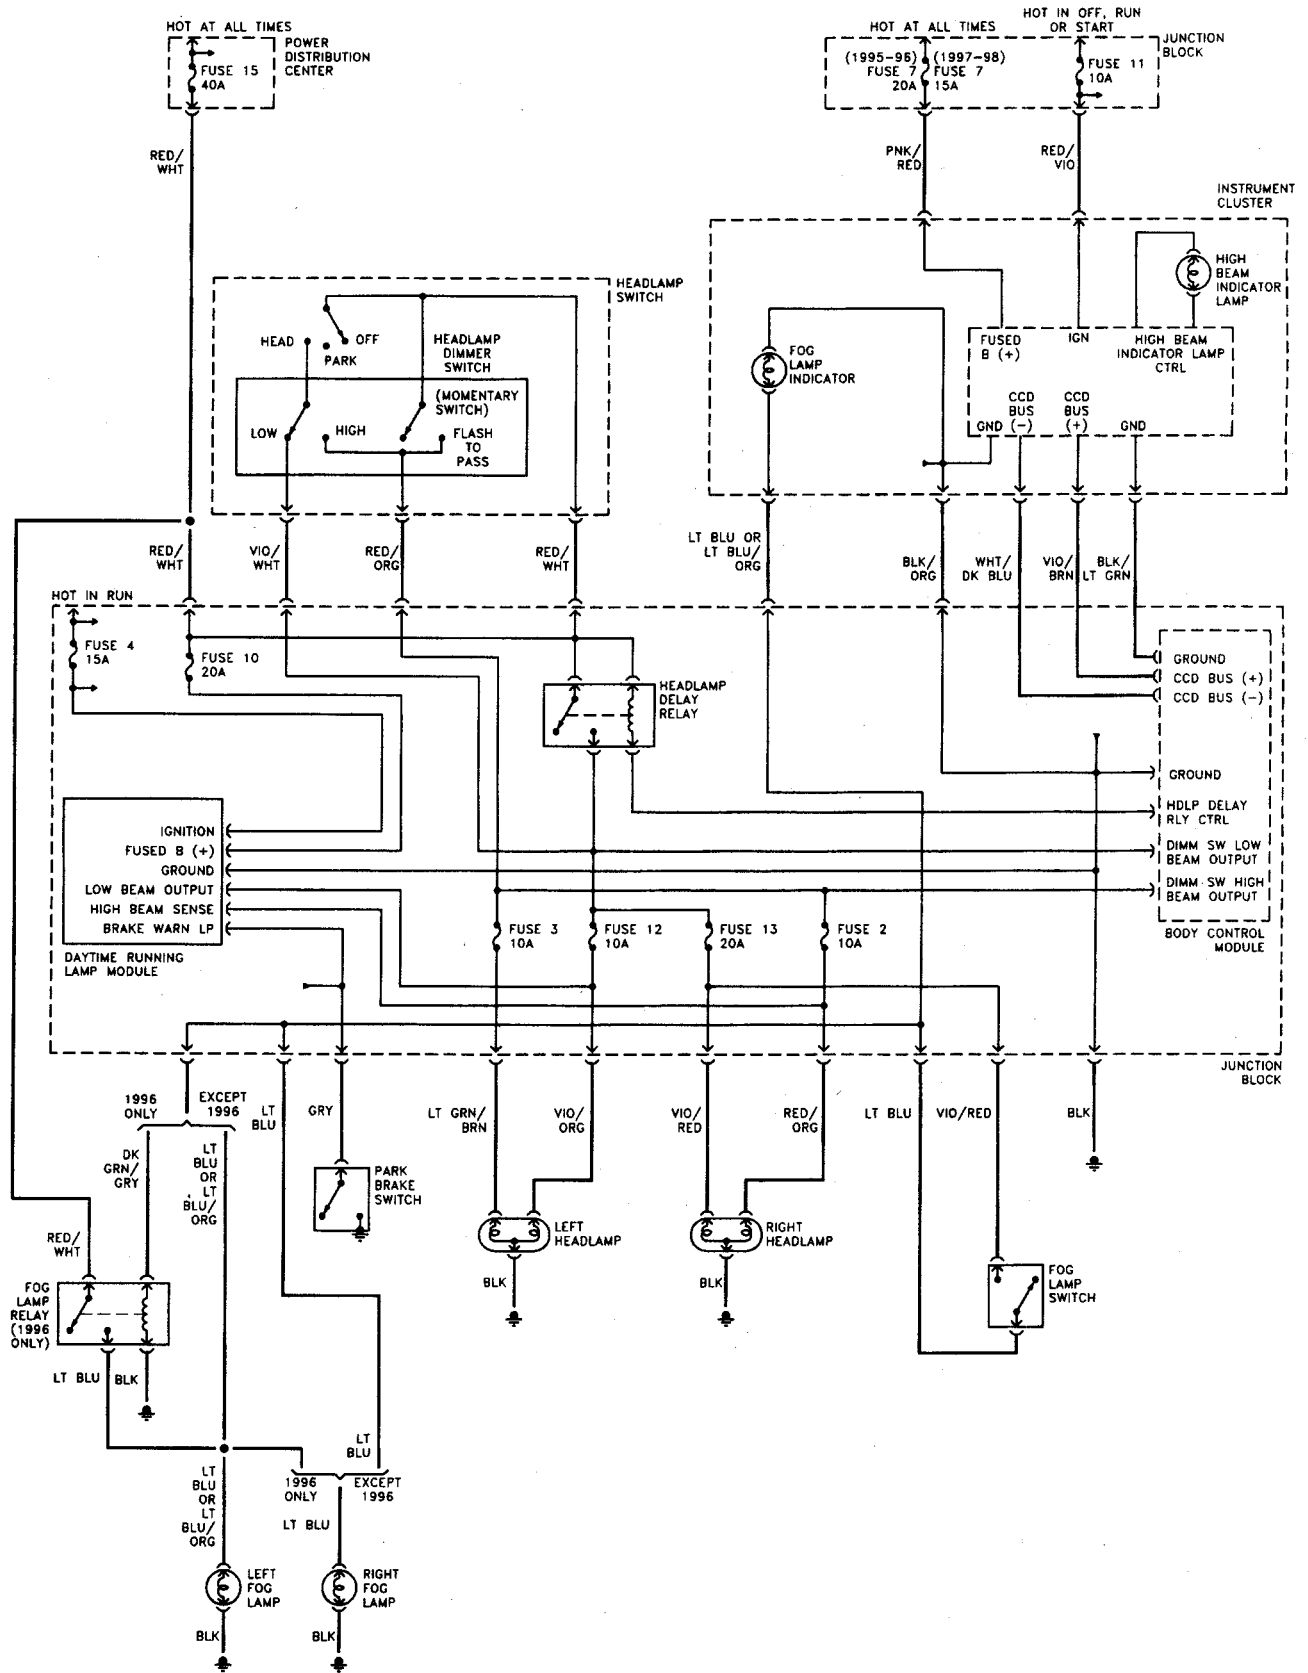 HOT AT ALL TIMES
POWER
DISTRIBUTION
CENTER
FUSE 15
40A
RED/
WHT
HOT AT ALL TIMES
HOT IN OFF, RUN
OR START
JUNCTION
BLOCK
(1995-96)
FUSE 7
20A
(1997-98)
FUSE 7
15A
FUSE 11
10A
PNK/
RED
RED/
VIO
INSTRUMENT
CLUSTER
HIGH
BEAM
INDICATOR
LAMP
FOG
LAMP
INDICATOR
FUSED
B (+)
IGN
HIGH BEAM
INDICATOR LAMP
CTRL
CCD
BUS
(-)
CCD
BUS
(+)
GND
GND
HEADLAMP
SWITCH
HEAD
OFF
PARK
HEADLAMP
DIMMER
SWITCH
(MOMENTARY
SWITCH)
LOW
HIGH
FLASH
TO
PASS
RED/
WHT
VIO/
WHT
RED/
ORG
RED/
WHT
LT BLU OR
LT BLU/
ORG
BLK/
ORG
WHT/
DK BLU
VIO/
BRN
BLK/
LT GRN
HOT IN RUN
FUSE 4
15A
FUSE 10
20A
HEADLAMP
DELAY
RELAY
GROUND
CCD BUS (+)
CCD BUS (-)
GROUND
HDLP DELAY
RLY CTRL
DIMM SW LOW
BEAM OUTPUT
DIMM SW HIGH
BEAM OUTPUT
BODY CONTROL
MODULE
IGNITION
FUSED B (+)
GROUND
LOW BEAM OUTPUT
HIGH BEAM SENSE
BRAKE WARN LP
DAYTIME RUNNING
LAMP MODULE
FUSE 3
10A
FUSE 12
10A
FUSE 13
20A
FUSE 2
10A
JUNCTION
BLOCK
1996
ONLY
EXCEPT
1996
LT
BLU
GRY
LT GRN/
BRN
VIO/
ORG
VIO/
RED
RED/
ORG
LT BLU
VIO/RED
BLK
DK
GRN/
GRY
LT
BLU
OR
LT
BLU/
ORG
PARK
BRAKE
SWITCH
LEFT
HEADLAMP
RIGHT
HEADLAMP
RED/
WHT
BLK
BLK
FOG
LAMP
SWITCH
FOG
LAMP
RELAY
(1996
ONLY)
LT BLU
BLK
LT
BLU
LT
BLU
OR
LT
BLU/
ORG
1996
ONLY
EXCEPT
1996
LT BLU
LEFT
FOG
LAMP
RIGHT
FOG
LAMP
BLK
BLK